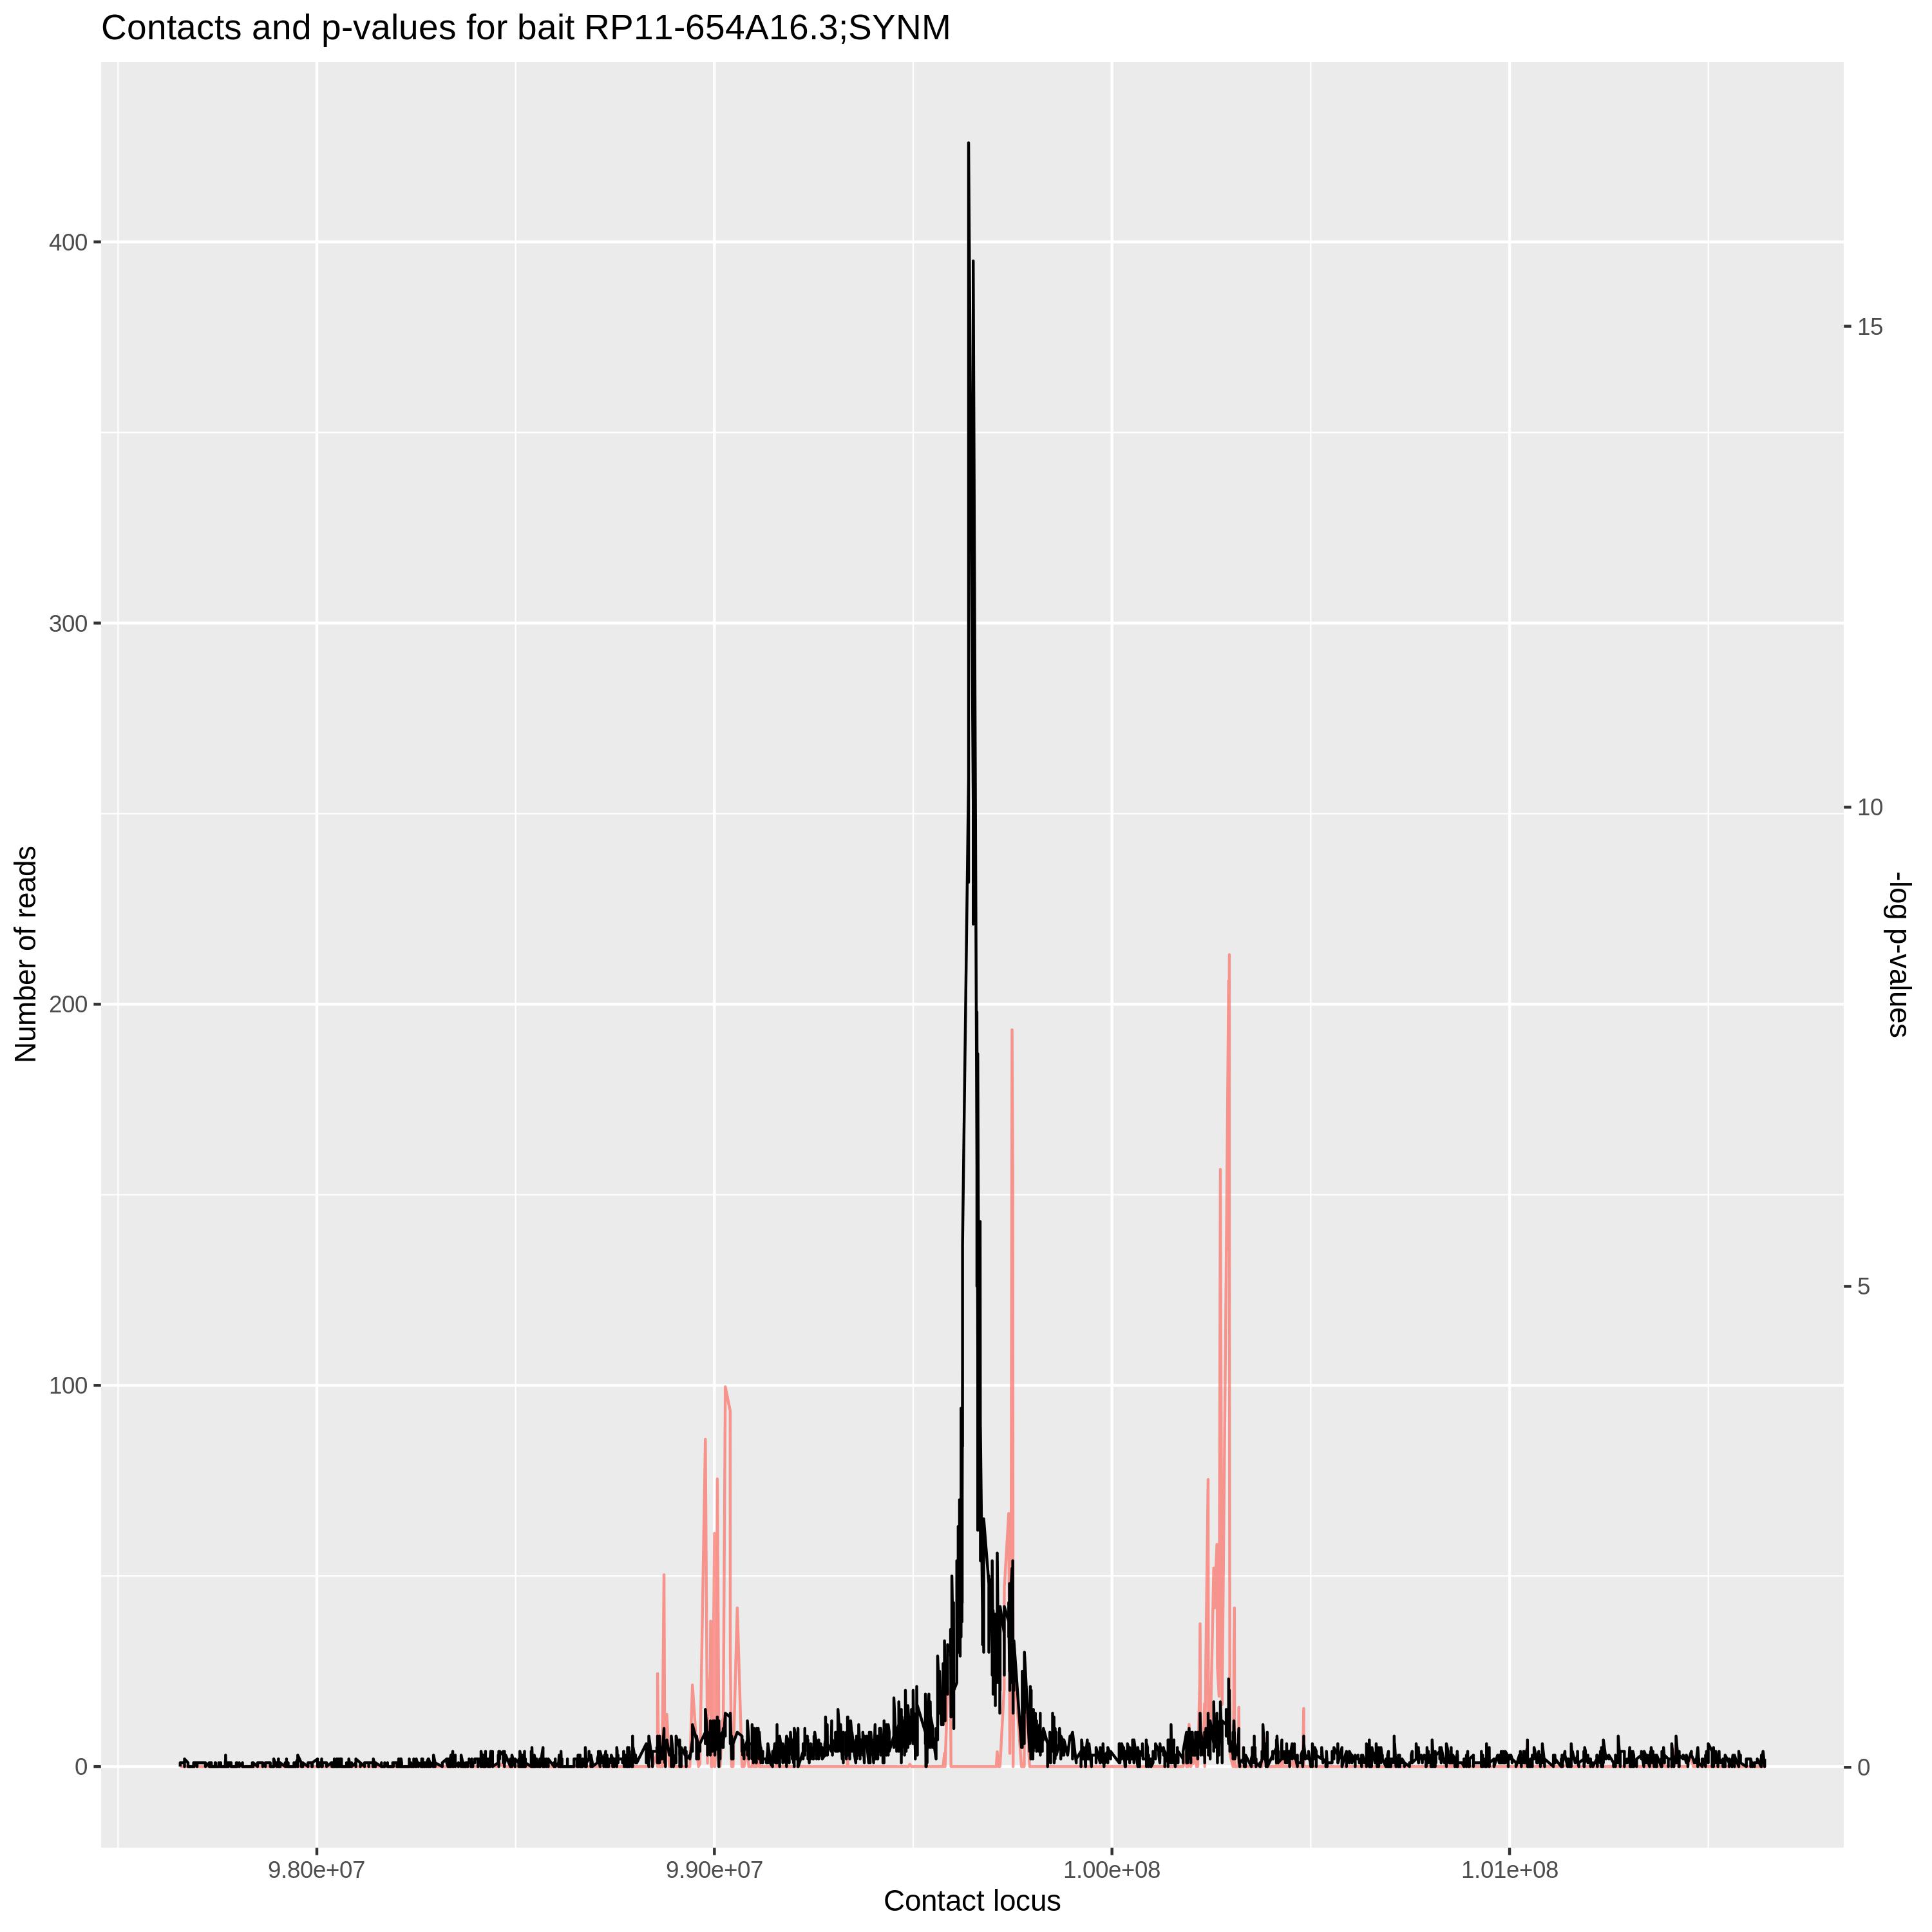 Contacts and p-values for bait RP11-654A16.3;SYNM
400
300
200
100
0
Number of reads
15
10
5
0
-log p-values
9.80e+07
9.90e+07
1.00e+08
1.01e+08
Contact locus